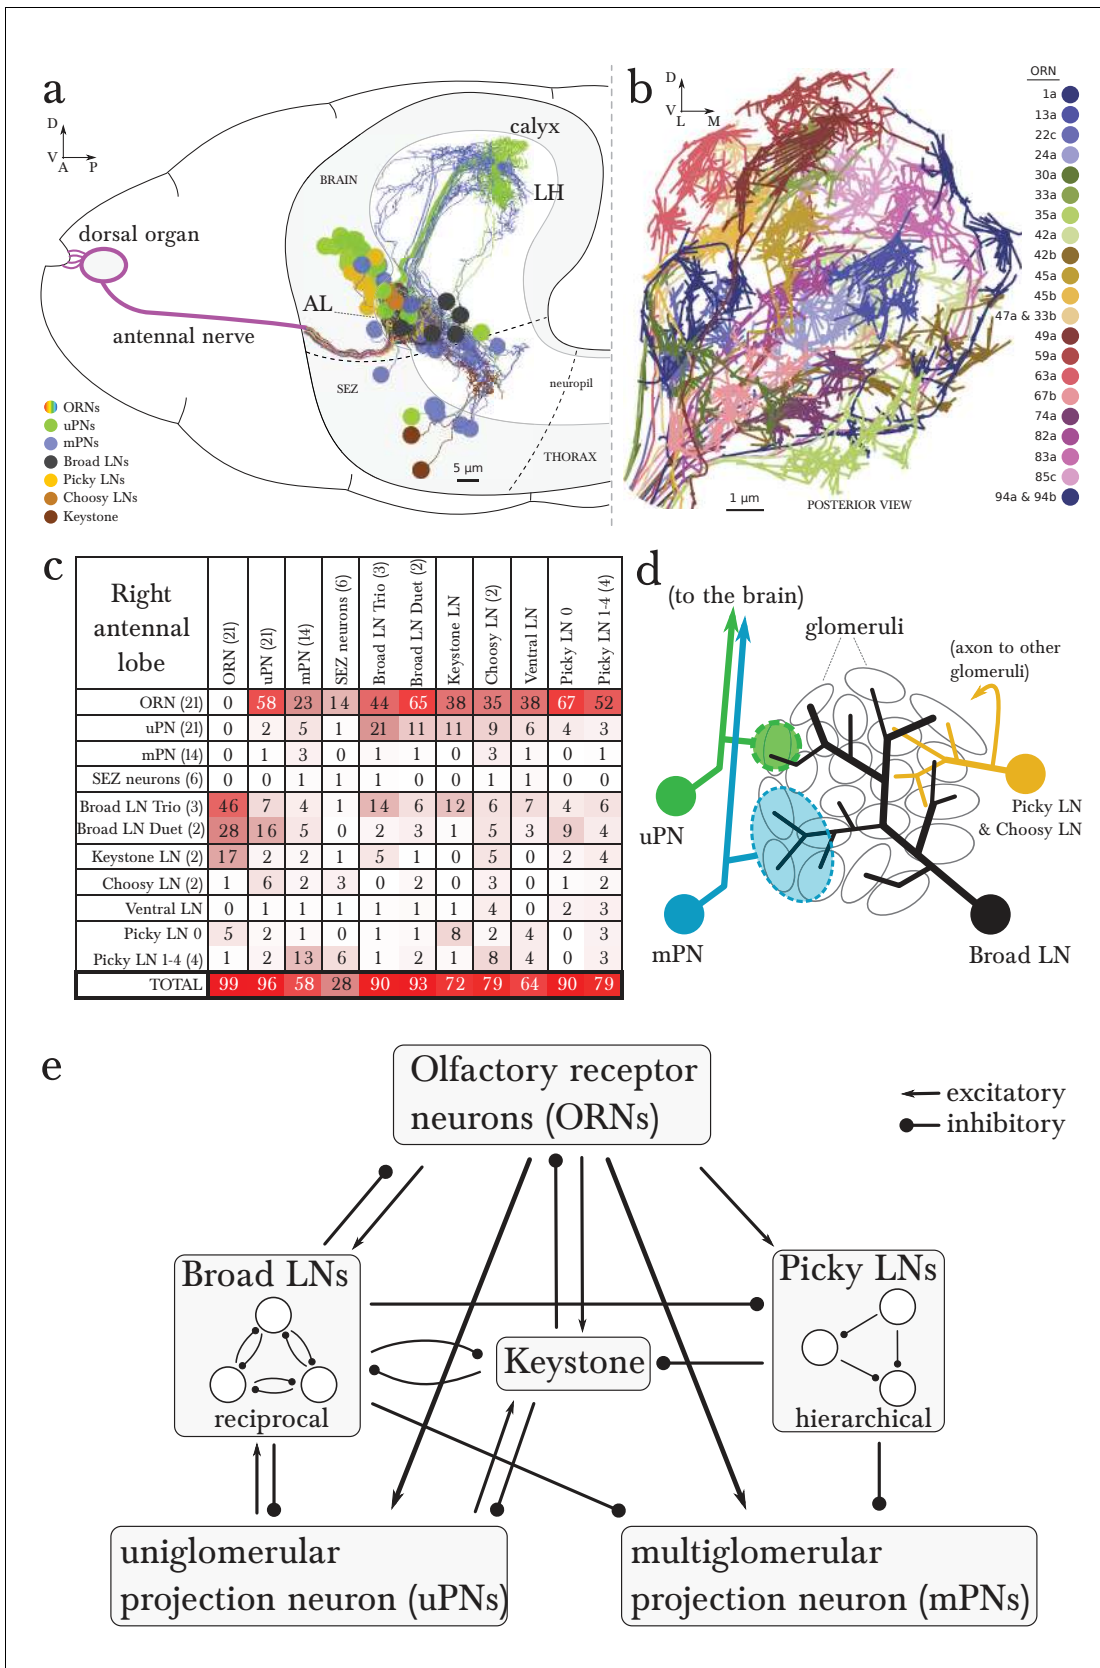 a
D
V
A
P
BRAIN
calyx
LH
dorsal organ
AL
antennal nerve
SEZ
neuropil
THORAX
5 µm
ORNs
uPNs
mPNs
Broad LNs
Picky LNs
Choosy LNs
Keystone
b
D
V
L
M
1 µm
POSTERIOR VIEW
ORN
1a
13a
22c
24a
30a
33a
35a
42a
42b
45a
45b
47a & 33b
49a
59a
63a
67b
74a
82a
83a
85c
94a & 94b
c
Right
antennal
lobe
ORN (21)
uPN (21)
mPN (14)
SEZ neurons (6)
Broad LN Trio (3)
Broad LN Duet (2)
Keystone LN
Choosy LN (2)
Ventral LN
Picky LN 0
Picky LN 1-4 (4)
ORN (21) 0 58 23 14 44 65 38 35 38 67 52
uPN (21) 0 2 5 1 21 11 11 9 6 4 3
mPN (14) 0 1 3 0 1 1 0 3 1 0 1
SEZ neurons (6) 0 0 1 1 1 0 0 1 1 0 0
Broad LN Trio (3) 46 7 4 1 14 6 12 6 7 4 6
Broad LN Duet (2) 28 16 5 0 2 3 1 5 3 9 4
Keystone LN (2) 17 2 2 1 5 1 0 5 0 2 4
Choosy LN (2) 1 6 2 3 0 2 0 3 0 1 2
Ventral LN 0 1 1 1 1 1 1 4 0 2 3
Picky LN 0 5 2 1 0 1 1 8 2 4 0 3
Picky LN 1-4 (4) 1 2 13 6 1 2 1 8 4 0 3
TOTAL 99 96 58 28 90 93 72 79 64 90 79
d
(to the brain)
glomeruli
(axon to other
glomeruli)
uPN
Picky LN
& Choosy LN
mPN
Broad LN
e
Olfactory receptor
neurons (ORNs)
excitatory
inhibitory
Broad LNs
reciprocal
Keystone
Picky LNs
hierarchical
uniglomerular
projection neuron (uPNs)
multiglomerular
projection neuron (mPNs)